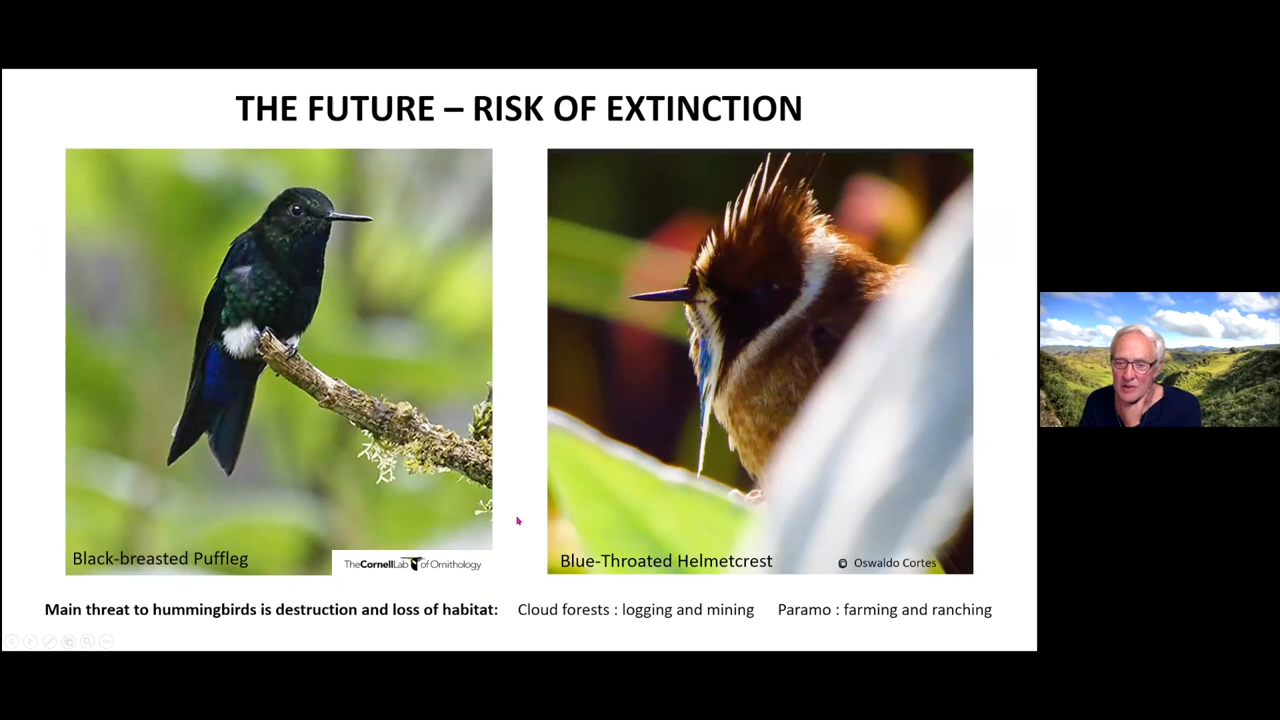 THE FUTURE – RISK OF EXTINCTION
Black-breasted Puffleg
TheCornellLab of Ornithology
Blue-Throated Helmetcrest
© Oswaldo Cortes
Main threat to hummingbirds is destruction and loss of habitat: Cloud forests : logging and mining Paramo : farming and ranching